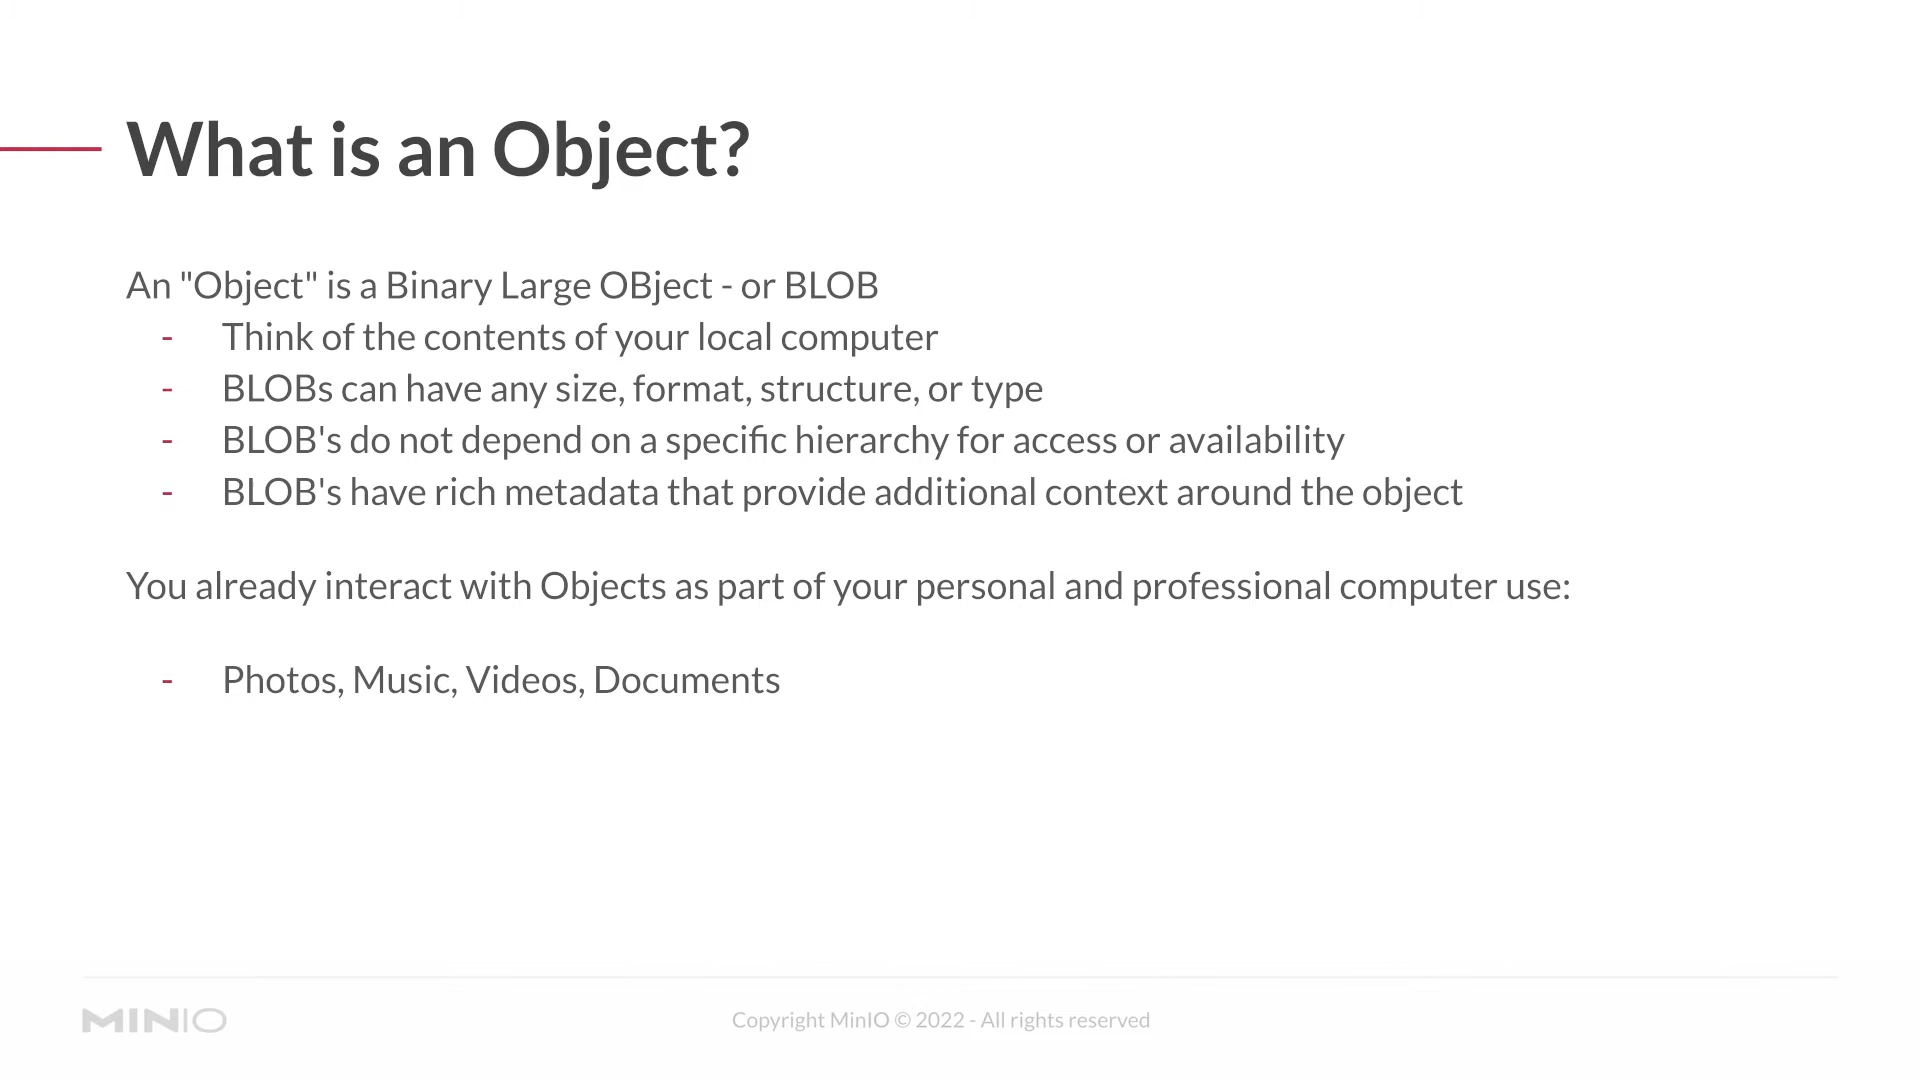 What is an Object?
An "Object" is a Binary Large OBject - or BLOB
- Think of the contents of your local computer
- BLOBs can have any size, format, structure, or type
- BLOB's do not depend on a specific hierarchy for access or availability
- BLOB's have rich metadata that provide additional context around the object
You already interact with Objects as part of your personal and professional computer use:
- Photos, Music, Videos, Documents
MINIO
Copyright MinIO © 2022 - All rights reserved